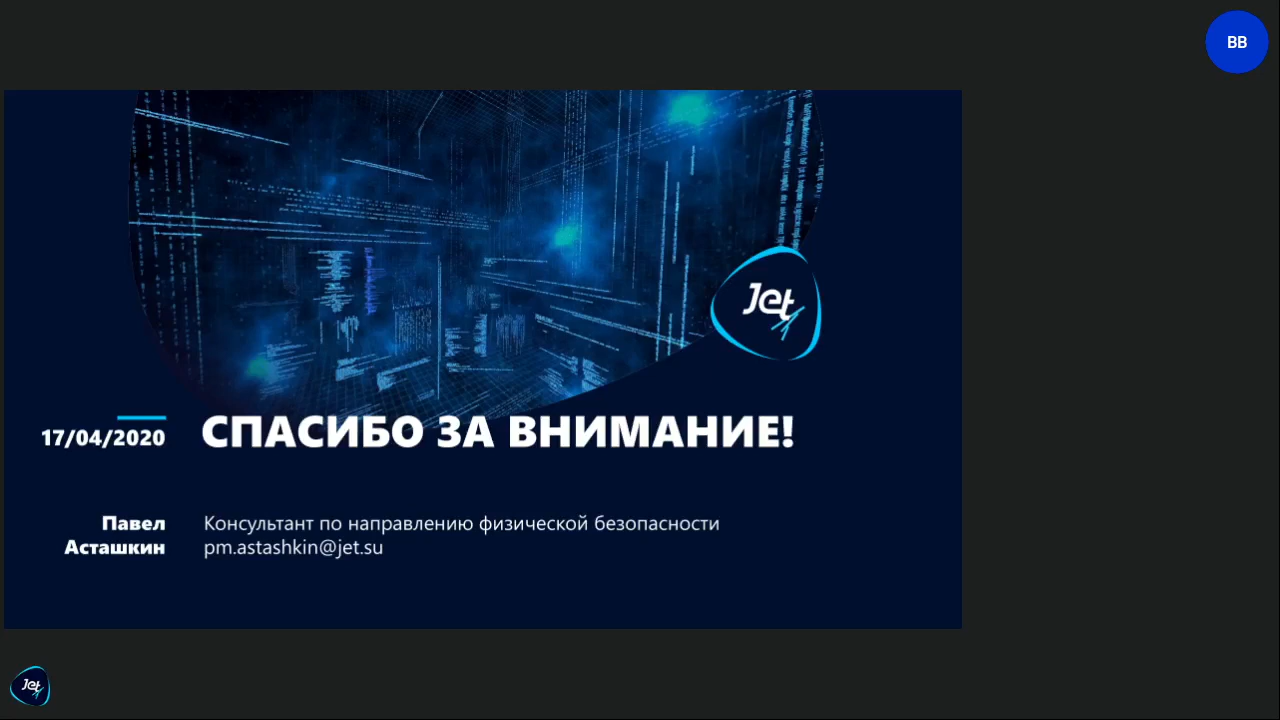 BB
Jet
17/04/2020
СПАСИБО ЗА ВНИМАНИЕ!
Павел
Асташкин
Консультант по направлению физической безопасности
pm.astashkin@jet.su
Jet